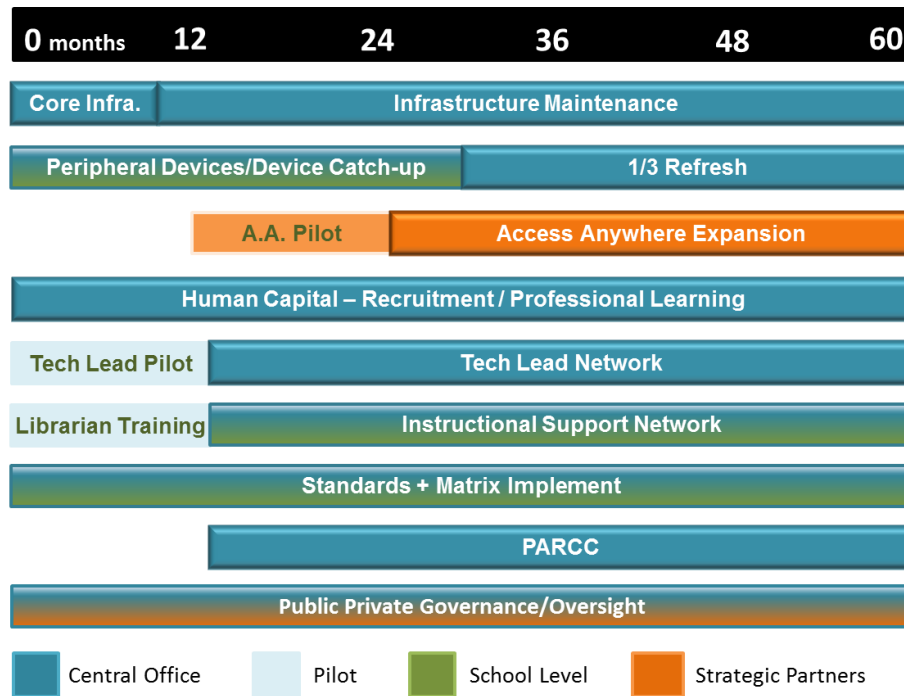 0 months 12 24 36 48 60
Core Infra. Infrastructure Maintenance
Peripheral Devices/Device Catch-up 1/3 Refresh
A.A. Pilot Access Anywhere Expansion
Human Capital – Recruitment / Professional Learning
Tech Lead Pilot Tech Lead Network
Librarian Training Instructional Support Network
Standards + Matrix Implement
PARCC
Public Private Governance/Oversight
Central Office Pilot School Level Strategic Partners